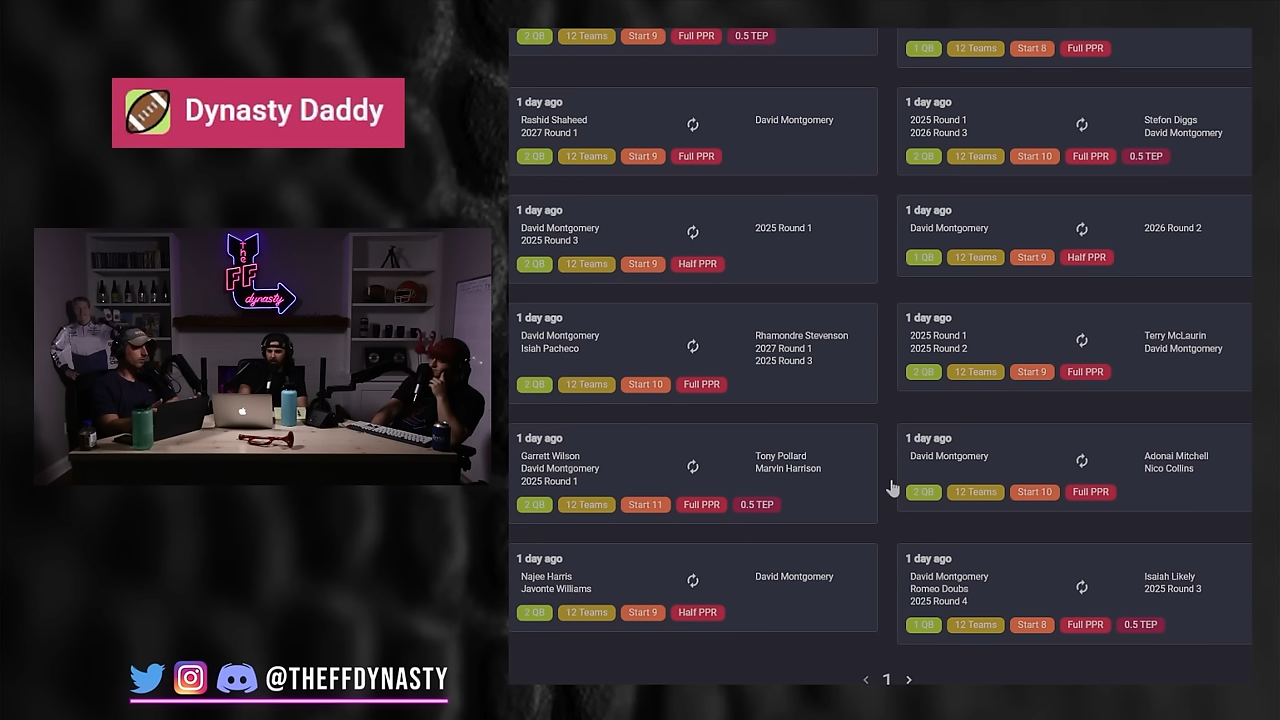 Dynasty Daddy
The
FF
dynasty
@THEFFDYNASTY
2 QB 12 Teams Start 9 Full PPR 0.5 TEP
1 QB 12 Teams Start 8 Full PPR
1 day ago
Rashid Shaheed
2027 Round 1
David Montgomery
2 QB 12 Teams Start 9 Full PPR
1 day ago
2025 Round 1
2026 Round 3
Stefon Diggs
David Montgomery
2 QB 12 Teams Start 10 Full PPR 0.5 TEP
1 day ago
David Montgomery
2025 Round 3
2025 Round 1
2 QB 12 Teams Start 9 Half PPR
1 day ago
David Montgomery
2026 Round 2
1 QB 12 Teams Start 9 Half PPR
1 day ago
David Montgomery
Isiah Pacheco
Rhamondre Stevenson
2027 Round 1
2025 Round 3
2 QB 12 Teams Start 10 Full PPR
1 day ago
2025 Round 1
2025 Round 2
Terry McLaurin
David Montgomery
2 QB 12 Teams Start 9 Full PPR
1 day ago
Garrett Wilson
David Montgomery
2025 Round 1
Tony Pollard
Marvin Harrison
2 QB 12 Teams Start 11 Full PPR 0.5 TEP
1 day ago
David Montgomery
Adonai Mitchell
Nico Collins
2 QB 12 Teams Start 10 Full PPR
1 day ago
Najee Harris
Javonte Williams
David Montgomery
2 QB 12 Teams Start 9 Half PPR
1 day ago
David Montgomery
Romeo Doubs
2025 Round 4
Isaiah Likely
2025 Round 3
1 QB 12 Teams Start 8 Full PPR 0.5 TEP
‹ 1 ›